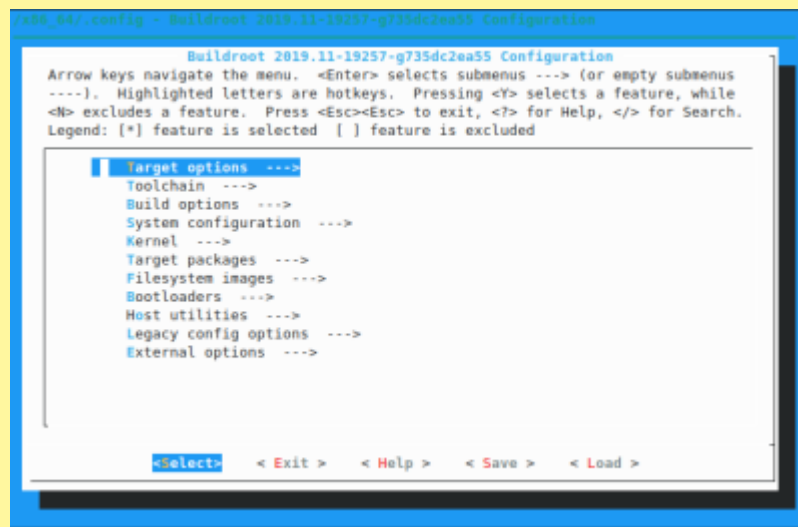 /x86_64/.config - Buildroot 2019.11-19257-g735dc2ea55 Configuration
Buildroot 2019.11-19257-g735dc2ea55 Configuration
Arrow keys navigate the menu.  <Enter> selects submenus ---> (or empty submenus
----).  Highlighted letters are hotkeys.  Pressing <Y> selects a feature, while
<N> excludes a feature.  Press <Esc><Esc> to exit, <?> for Help, </> for Search.
Legend: [*] feature is selected  [ ] feature is excluded
Target options  --->
Toolchain  --->
Build options  --->
System configuration  --->
Kernel  --->
Target packages  --->
Filesystem images  --->
Bootloaders  --->
Host utilities  --->
Legacy config options  --->
External options  --->
<Select>    < Exit >    < Help >    < Save >    < Load >